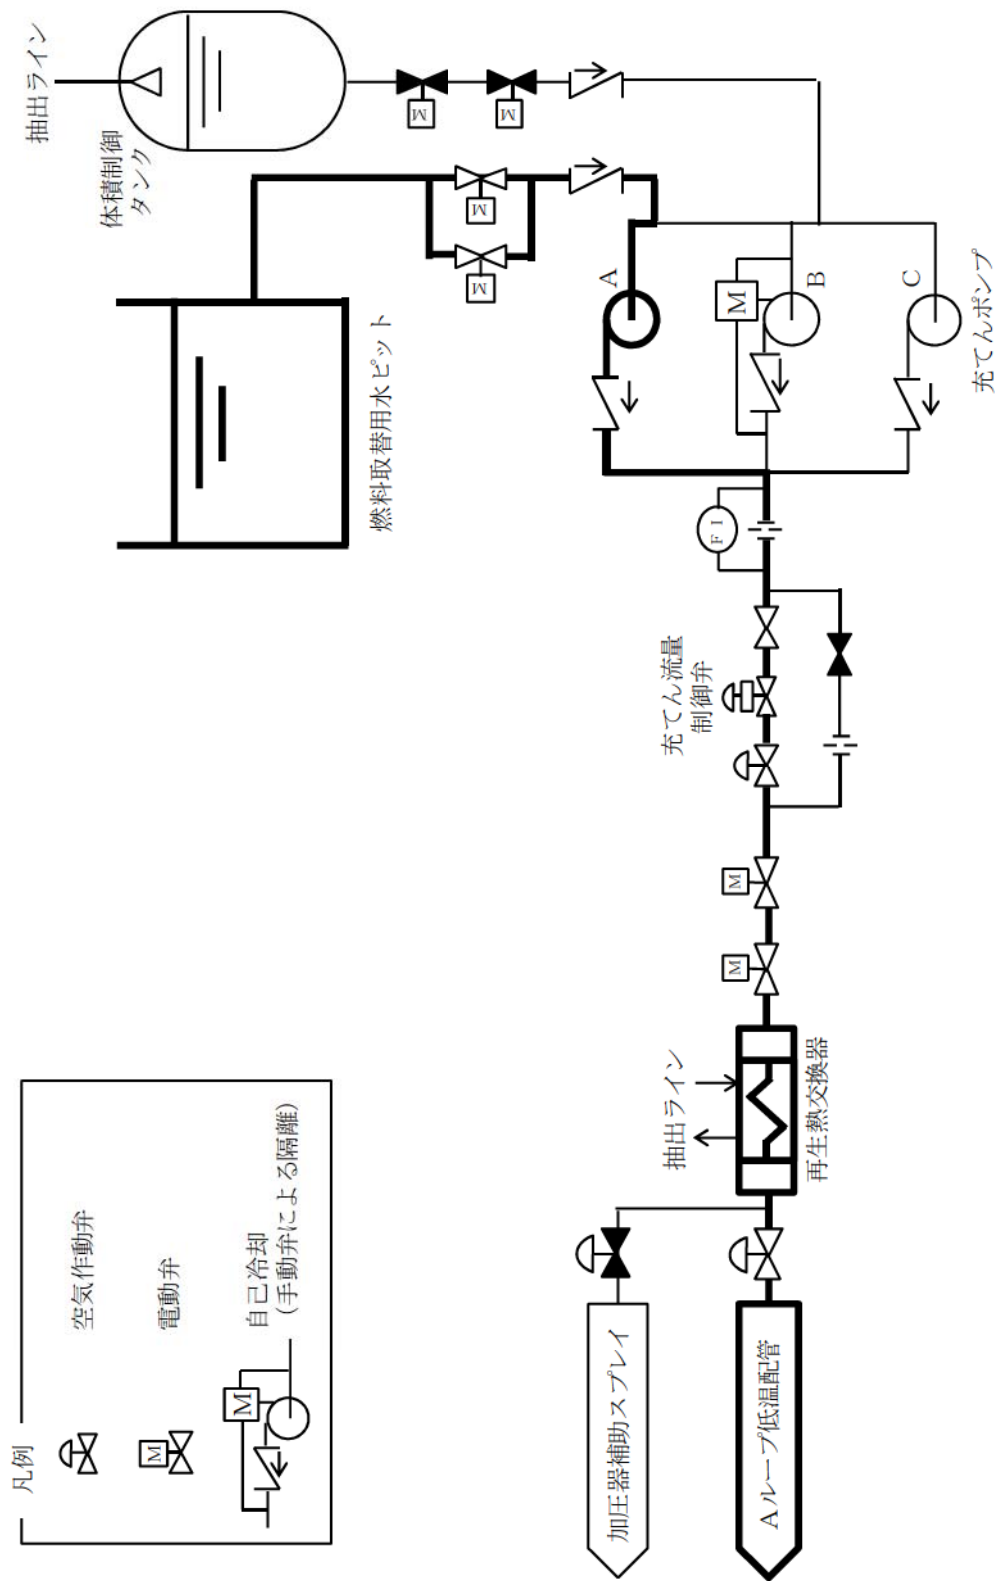 抽出ライン
体積制御
タンク
M
M
M
M
燃料取替用水ピット
A
M
B
C
充てんポンプ
F I
充てん流量
制御弁
M
M
抽出ライン
再生熱交換器
加圧器補助スプレイ
Aループ低温配管
凡例
空気作動弁
M
電動弁
M
自己冷却
(手動弁による隔離)